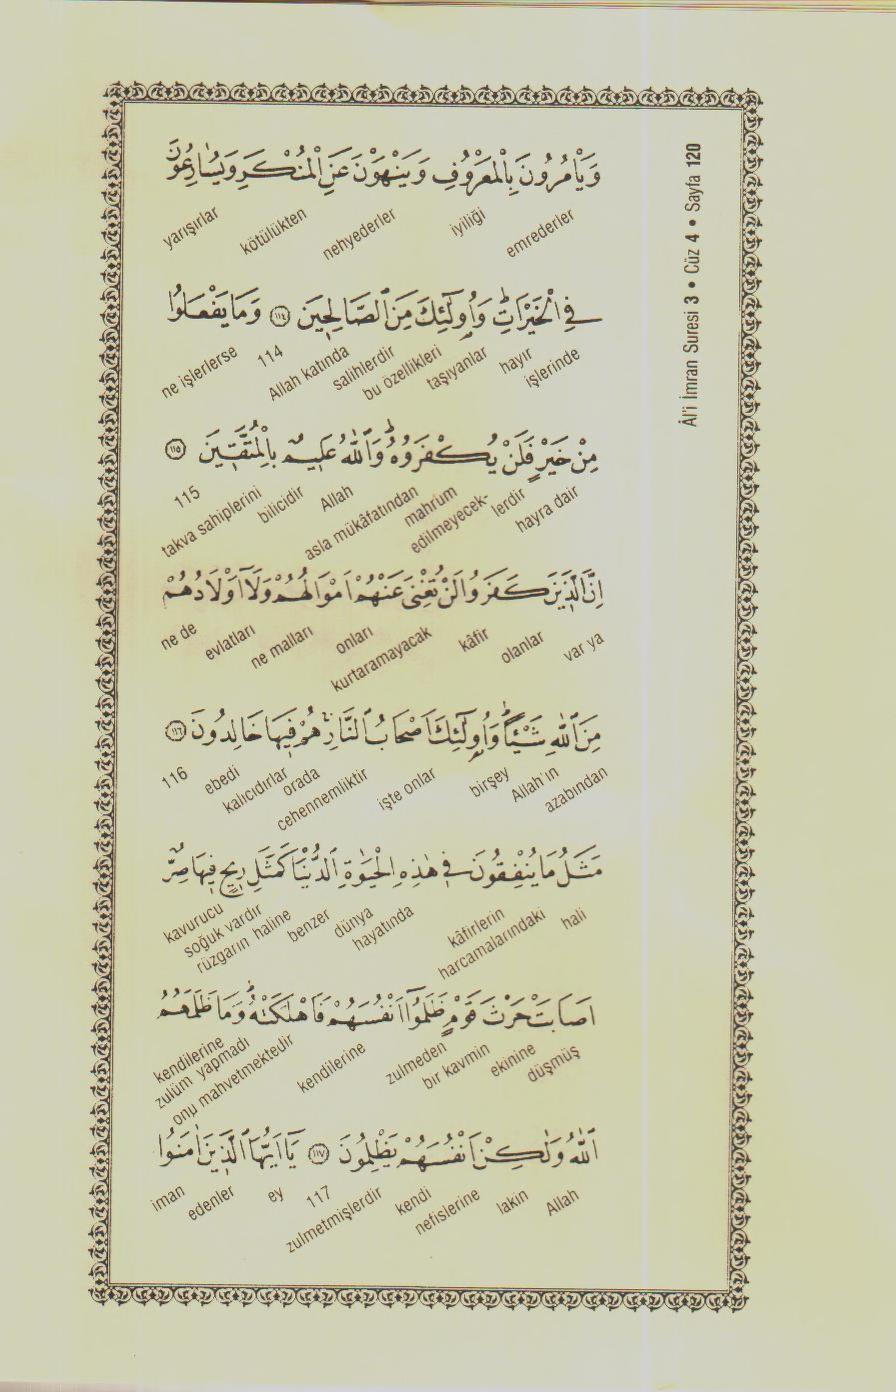 Âl'i İmran Suresi 3 • Cüz 4 • Sayfa 120
وَيَأْمُرُونَ بِالْمَعْرُوفِ وَيَنْهَوْنَ عَنِ الْمُنْكَرِ وَيُسَارِعُونَ
emrederler iyiliği nehyederler kötülükten yarışırlar
فِي الْخَيْرَاتِۜ وَاُو۬لٰٓئِكَ مِنَ الصَّالِح۪ينَ ﴿١١٤﴾ وَمَا يَفْعَلُوا
hayır işlerinde bu özellikleri taşıyanlar Allah katında salihlerdir 114 ne işlerlerse
مِنْ خَيْرٍ فَلَنْ يُكْفَرُوهُۜ وَاللّٰهُ عَل۪يمٌ بِالْمُتَّق۪ينَ ﴿١١٥﴾
hayra dair asla mükâfatından mahrum edilmeyecek- lerdir Allah bilicidir takva sahiplerini 115
اِنَّ الَّذ۪ينَ كَفَرُوا لَنْ تُغْنِيَ عَنْهُمْ اَمْوَالُهُمْ وَلَٓا اَوْلَادُهُمْ
var ya olanlar kâfir kurtaramayacak onları ne malları ne de evlatları
مِنَ اللّٰهِ شَيْـًٔاۜ وَاُو۬لٰٓئِكَ اَصْحَابُ النَّارِۚ هُمْ ف۪يهَا خَالِدُونَ ﴿١١٦﴾
Allah'ın azabından birşey işte onlar cehennemliktir orada ebedi kalıcıdırlar 116
مَثَلُ مَا يُنْفِقُونَ ف۪ي هٰذِهِ الْحَيٰوةِ الدُّنْيَا كَمَثَلِ ر۪يحٍ ف۪يهَا صِرٌّ
hali kâfirlerin harcamalarındaki dünya hayatında benzer rüzgarın haline kavurucu soğuk vardır
اَصَابَتْ حَرْثَ قَوْمٍ ظَلَمُٓوا اَنْفُسَهُمْ فَاَهْلَكَتْهُۜ وَمَا ظَلَمَهُمُ
ekinine düşmüş zulmeden bir kavmin kendilerine onu mahvetmektedir kendilerine zulüm yapmadı
اللّٰهُ وَلٰكِنْ اَنْفُسَهُمْ يَظْلِمُونَ ﴿١١٧﴾ يَٓا اَيُّهَا الَّذ۪ينَ اٰمَنُوا
Allah lakin kendi nefislerine zulmetmişlerdir 117 ey iman edenler